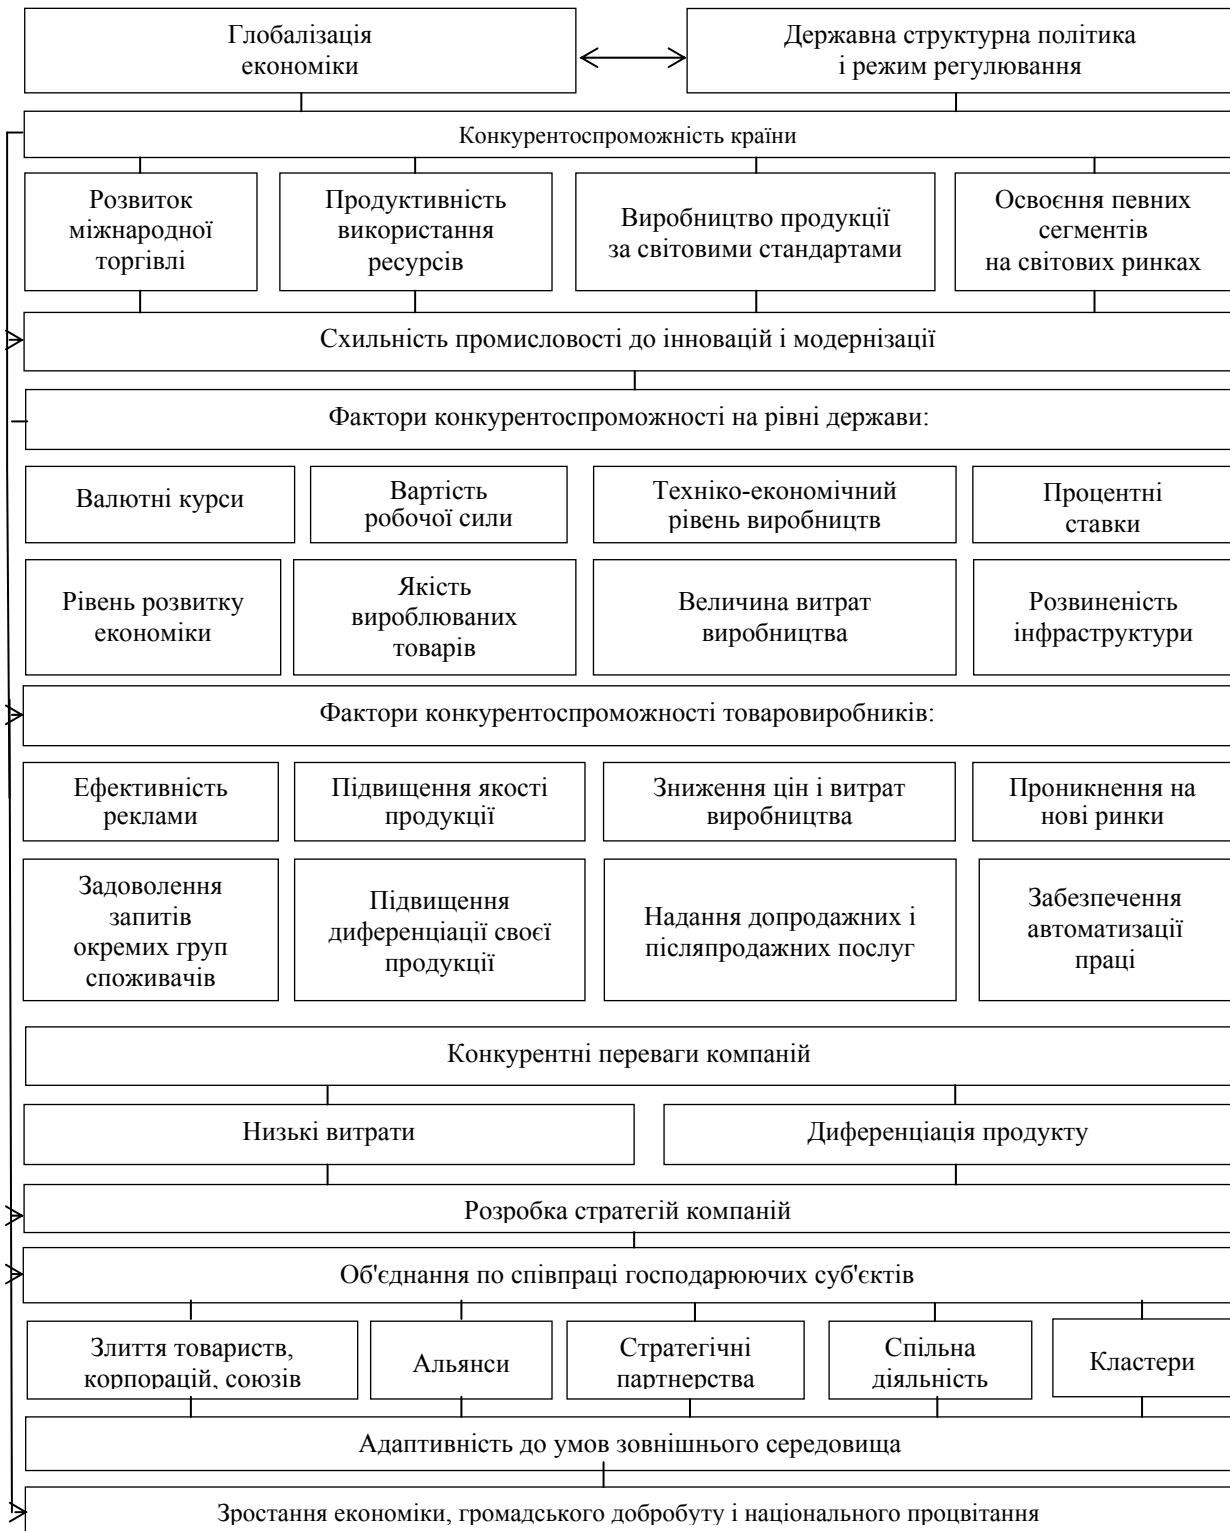 Глобалізація
економіки
Державна структурна політика
і режим регулювання
Конкурентоспроможність країни
Розвиток
міжнародної
торгівлі
Продуктивність
використання
ресурсів
Виробництво продукції
за світовими стандартами
Освоєння певних
сегментів
на світових ринках
Схильність промисловості до інновацій і модернізації
Фактори конкурентоспроможності на рівні держави:
Валютні курси
Вартість
робочої сили
Техніко-економічний
рівень виробництв
Процентні
ставки
Рівень розвитку
економіки
Якість
вироблюваних
товарів
Величина витрат
виробництва
Розвиненість
інфраструктури
Фактори конкурентоспроможності товаровиробників:
Ефективність
реклами
Підвищення якості
продукції
Зниження цін і витрат
виробництва
Проникнення на
нові ринки
Задоволення
запитів
окремих груп
споживачів
Підвищення
диференціації своєї
продукції
Надання допродажних і
післяпродажних послуг
Забезпечення
автоматизації
праці
Конкурентні переваги компаній
Низькі витрати
Диференціація продукту
Розробка стратегій компаній
Об'єднання по співпраці господарюючих суб'єктів
Злиття товариств,
корпорацій, союзів
Альянси
Стратегічні
партнерства
Спільна
діяльність
Кластери
Адаптивність до умов зовнішнього середовища
Зростання економіки, громадського добробуту і національного процвітання